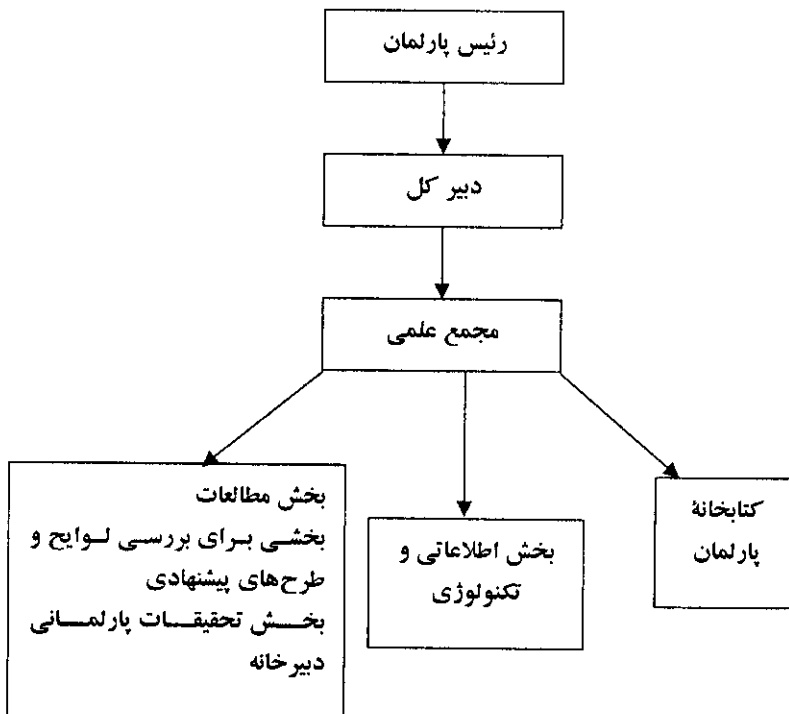 رئیس پارلمان
دبیر کل
مجمع علمی
کتابخانهٔ
پارلمان
بخش اطلاعاتی و
تکنولوژی
بخش مطالعات
بخشی برای بررسی لوایح و
طرح‌های پیشنهادی
بخش تحقیقات پارلمانی
دبیرخانه